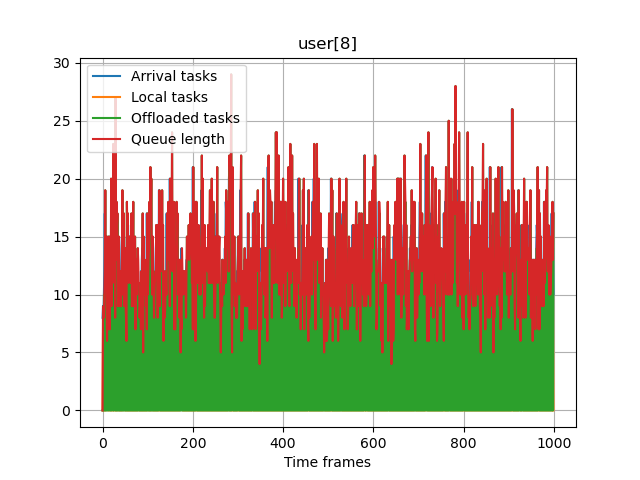 user[8]
30
25
20
15
10
5
0
Arrival tasks
Local tasks
Offloaded tasks
Queue length
0 200 400 600 800 1000
Time frames